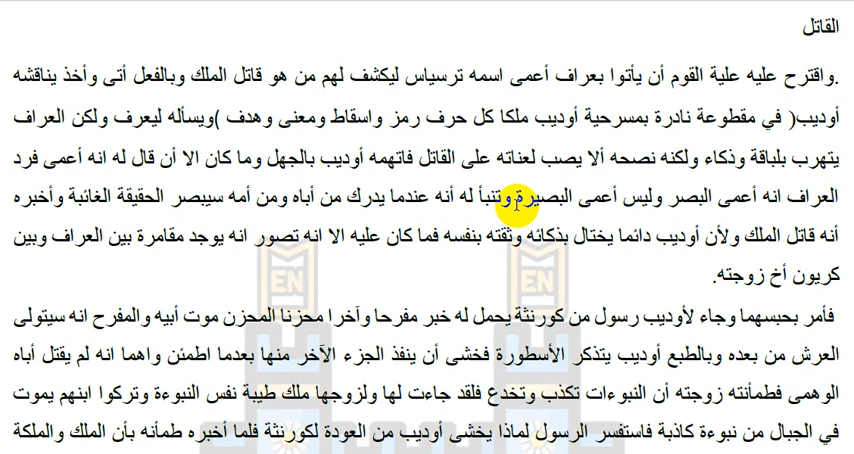 القاتل
.واقترح عليه علية القوم أن يأتوا بعراف أعمى اسمه ترسياس ليكشف لهم من هو قاتل الملك وبالفعل أتى وأخذ يناقشه
أوديب( في مقطوعة نادرة بمسرحية أوديب ملكا كل حرف رمز واسقاط ومعنى وهدف )ويسأله ليعرف ولكن العراف
يتهرب بلباقة وذكاء ولكنه نصحه ألا يصب لعناته على القاتل فاتهمه أوديب بالجهل وما كان الا أن قال له انه أعمى فرد
العراف انه أعمى البصر وليس أعمى البصيرة وتنبأ له أنه عندما يدرك من أباه ومن أمه سيبصر الحقيقة الغائبة وأخبره
أنه قاتل الملك ولأن أوديب دائما يختال بذكائه وثقته بنفسه فما كان عليه الا انه تصور انه يوجد مقامرة بين العراف وبين
كريون أخ زوجته.
فأمر بحبسهما وجاء لأوديب رسول من كورنثة يحمل له خبر مفرحا وآخرا محزنا المحزن موت أبيه والمفرح انه سيتولى
العرش من بعده وبالطبع أوديب يتذكر الأسطورة فخشى أن ينفذ الجزء الآخر منها بعدما اطمئن واهما انه لم يقتل أباه
الوهمى فطمأنته زوجته أن النبوءات تكذب وتخدع فلقد جاءت لها ولزوجها ملك طيبة نفس النبوءة وتركوا ابنهم يموت
في الجبال من نبوءة كاذبة فاستفسر الرسول لماذا يخشى أوديب من العودة لكورنثة فلما أخبره طمأنه بأن الملك والملكة
EN
EN